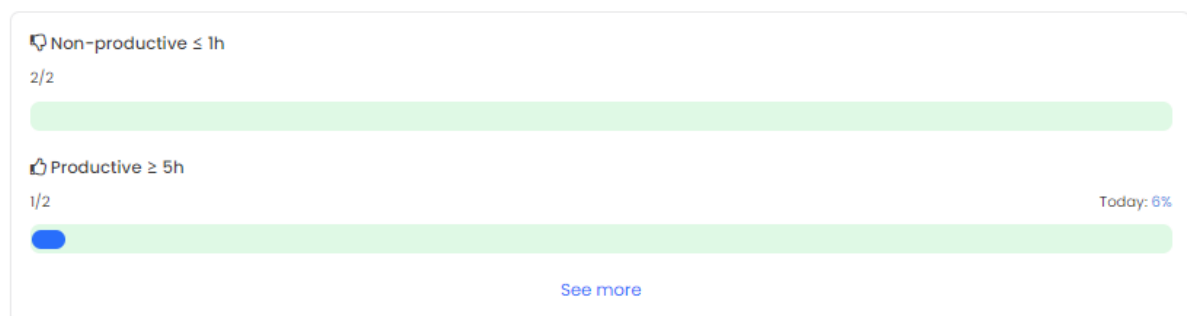 Non-productive ≤ 1h
2/2
Productive ≥ 5h
1/2 Today: 6%
See more